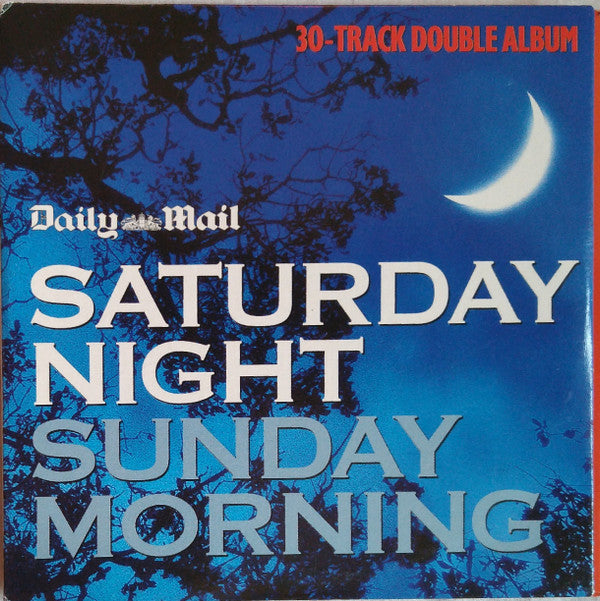 30-TRACK DOUBLE ALBUM
Daily Mail
SATURDAY
NIGHT
SUNDAY
MORNING